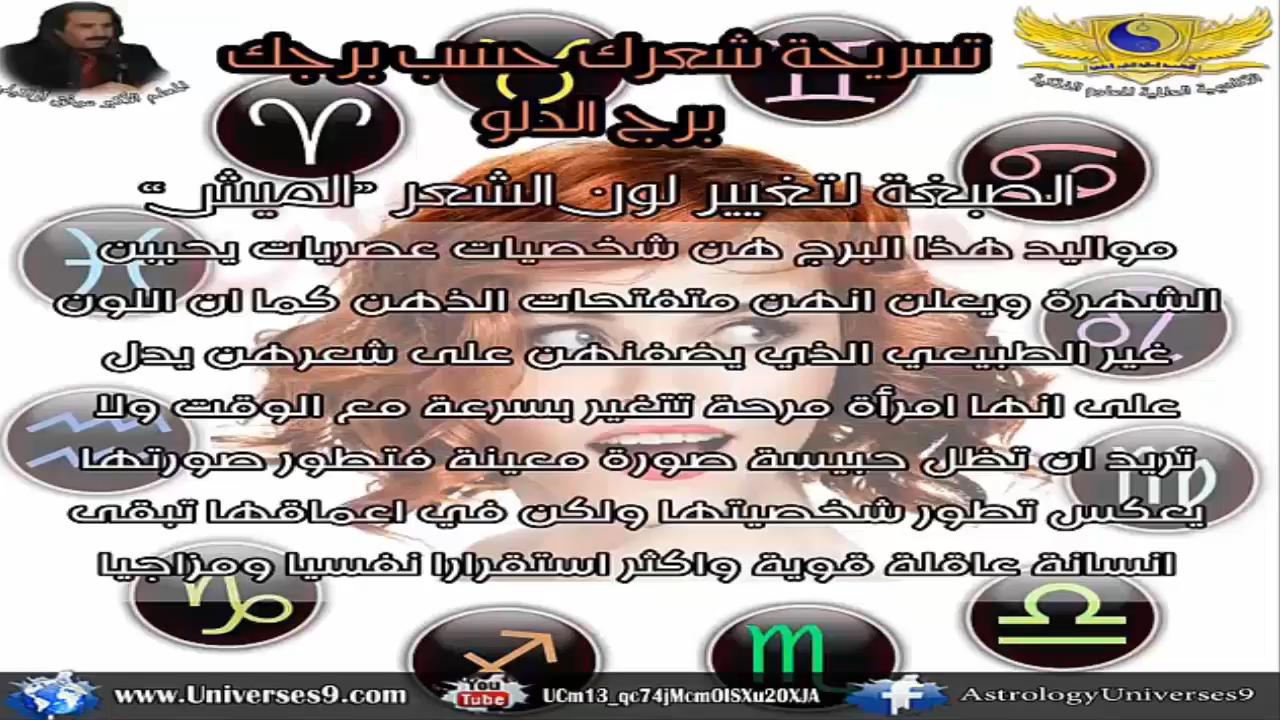 تسريحة شعرك حسب برجك
برج الدلو
الصبغة لتغيير لون الشعر “الهيش”
مواليد هذا البرج هن شخصيات عصريات يحببن
الشهرة ويعلن انهن متفتحات الذهن كما ان اللون
غير الطبيعي الذي يضفنهن على شعرهن يدل
على انها امرأة مرحة تتغير بسرعة مع الوقت ولا
تريد ان تظل حبيسة صورة معينة فتطور صورتها
يعكس تطور شخصيتها ولكن في اعماقها تبقى
انسانة عاقلة قوية واكثر استقرارا نفسيا ومزاجيا
www.Universes9.com
You Tube
UCm13_qc74jMcmOlSXu20XJA
AstrologyUniverses9